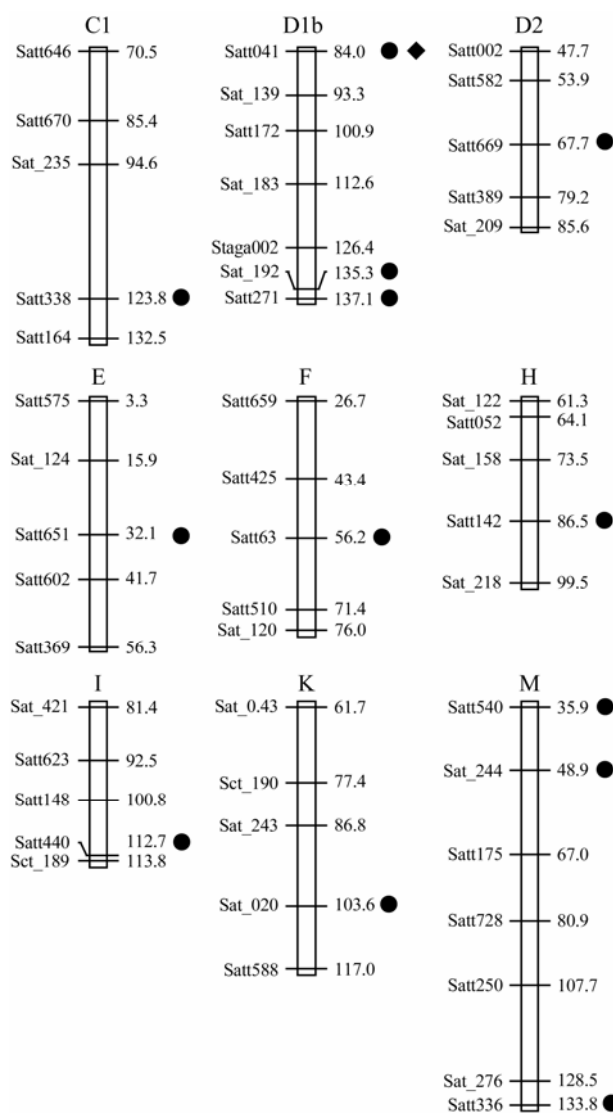 C1
Satt646 70.5
Satt670 85.4
Sat_235 94.6
Satt338 123.8
Satt164 132.5
D1b
Satt041 84.0
Sat_139 93.3
Satt172 100.9
Sat_183 112.6
Staga002 126.4
Sat_192 135.3
Satt271 137.1
D2
Satt002 47.7
Satt582 53.9
Satt669 67.7
Satt389 79.2
Sat_209 85.6
E
Satt575 3.3
Sat_124 15.9
Satt651 32.1
Satt602 41.7
Satt369 56.3
F
Satt659 26.7
Satt425 43.4
Satt63 56.2
Satt510 71.4
Sat_120 76.0
H
Sat_122 61.3
Satt052 64.1
Sat_158 73.5
Satt142 86.5
Sat_218 99.5
I
Sat_421 81.4
Satt623 92.5
Satt148 100.8
Satt440 112.7
Sct_189 113.8
K
Sat_0.43 61.7
Sct_190 77.4
Sat_243 86.8
Sat_020 103.6
Satt588 117.0
M
Satt540 35.9
Sat_244 48.9
Satt175 67.0
Satt728 80.9
Satt250 107.7
Sat_276 128.5
Satt336 133.8